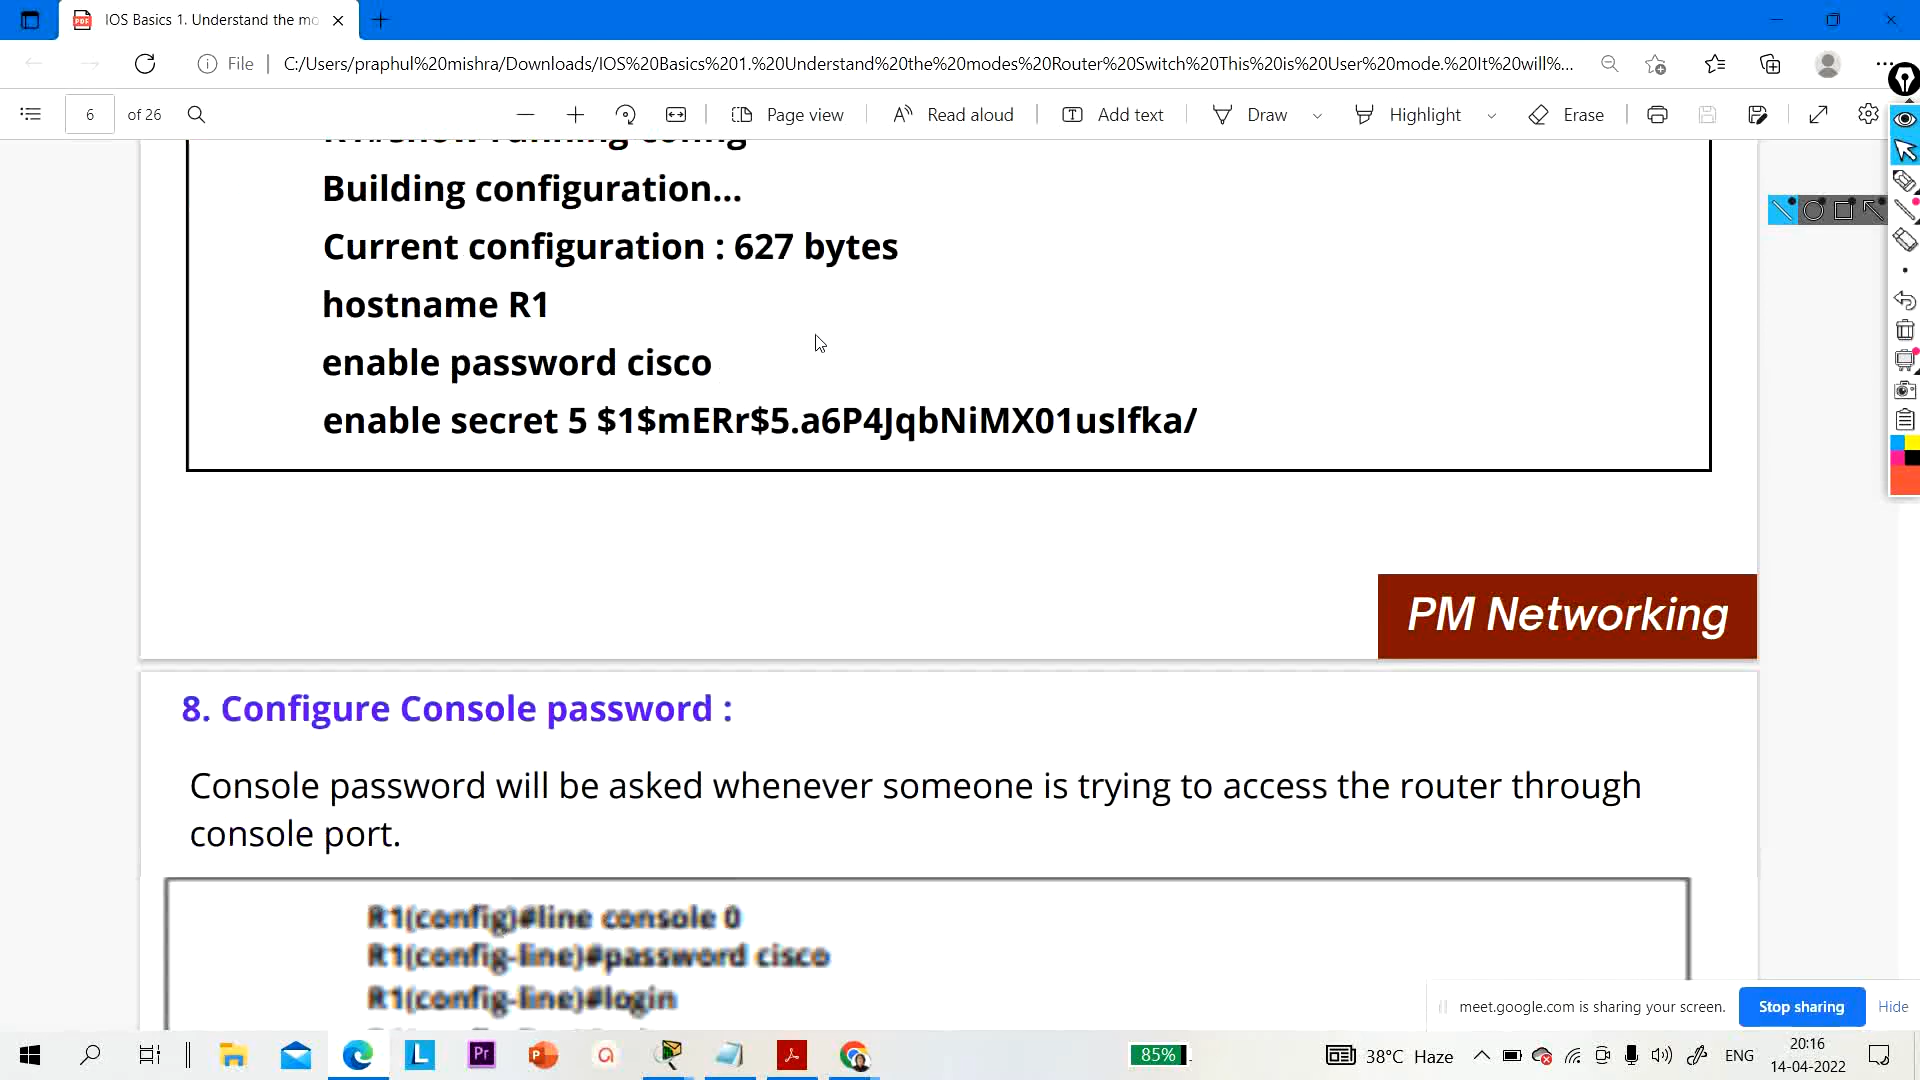 IOS Basics 1. Understand the mo
File
C:/Users/praphul%20mishra/Downloads/IOS%20Basics%201.%20Understand%20the%20modes%20Router%20Switch%20This%20is%20User%20mode.%20It%20will%...
6 of 26
Page view
Read aloud
Add text
Draw
Highlight
Erase
Building configuration...
Current configuration : 627 bytes
hostname R1
enable password cisco
enable secret 5 $1$mERr$5.a6P4JqbNiMX01usIfka/
PM Networking
8. Configure Console password :
Console password will be asked whenever someone is trying to access the router through
console port.
R1(config)#line console 0
R1(config-line)#password cisco
R1(config-line)#login
meet.google.com is sharing your screen.
Stop sharing
Hide
85%
38°C Haze
ENG
20:16
14-04-2022